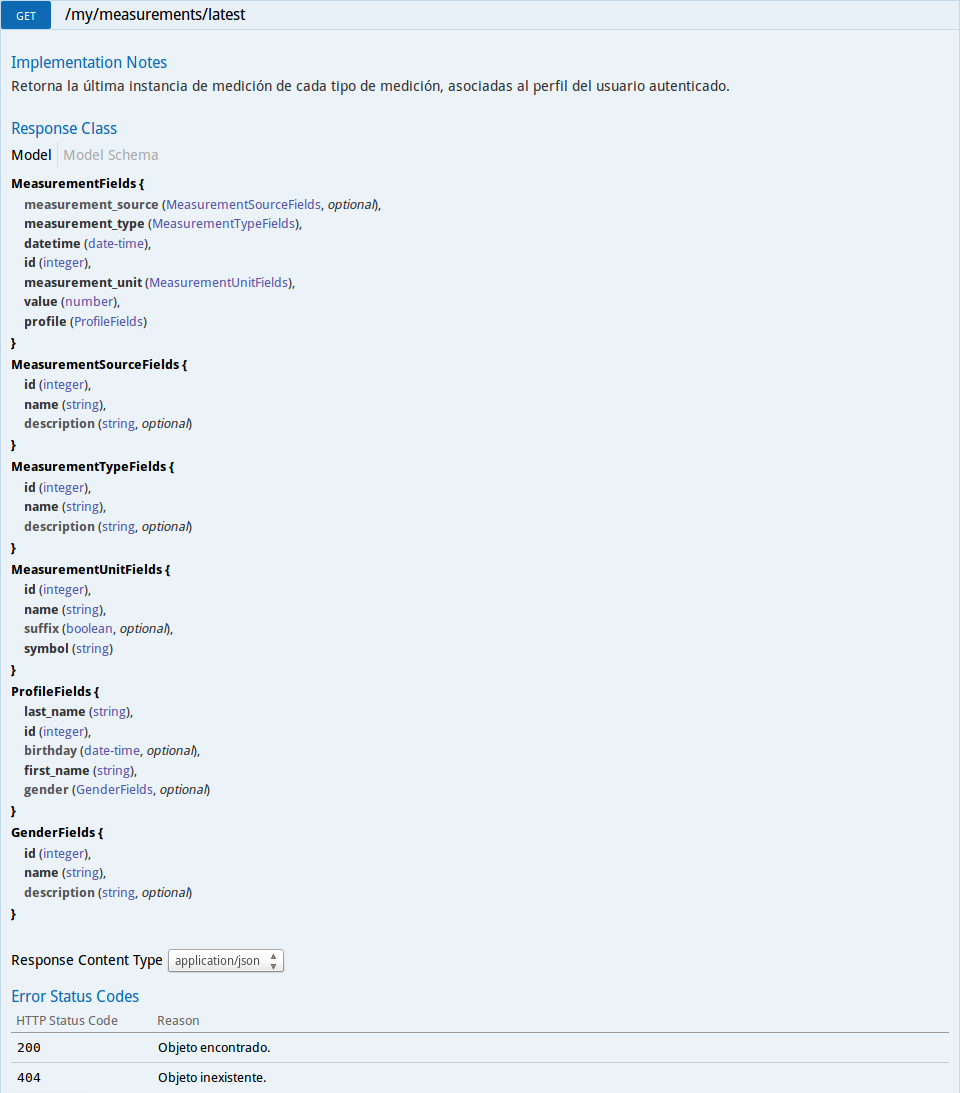 GET /my/measurements/latest
Implementation Notes
Retorna la última instancia de medición de cada tipo de medición, asociadas al perfil del usuario autenticado.
Response Class
Model Model Schema
MeasurementFields {
measurement_source (MeasurementSourceFields, optional),
measurement_type (MeasurementTypeFields),
datetime (date-time),
id (integer),
measurement_unit (MeasurementUnitFields),
value (number),
profile (ProfileFields)
}
MeasurementSourceFields {
id (integer),
name (string),
description (string, optional)
}
MeasurementTypeFields {
id (integer),
name (string),
description (string, optional)
}
MeasurementUnitFields {
id (integer),
name (string),
suffix (boolean, optional),
symbol (string)
}
ProfileFields {
last_name (string),
id (integer),
birthday (date-time, optional),
first_name (string),
gender (GenderFields, optional)
}
GenderFields {
id (integer),
name (string),
description (string, optional)
}
Response Content Type application/json
Error Status Codes
HTTP Status Code Reason
200 Objeto encontrado.
404 Objeto inexistente.